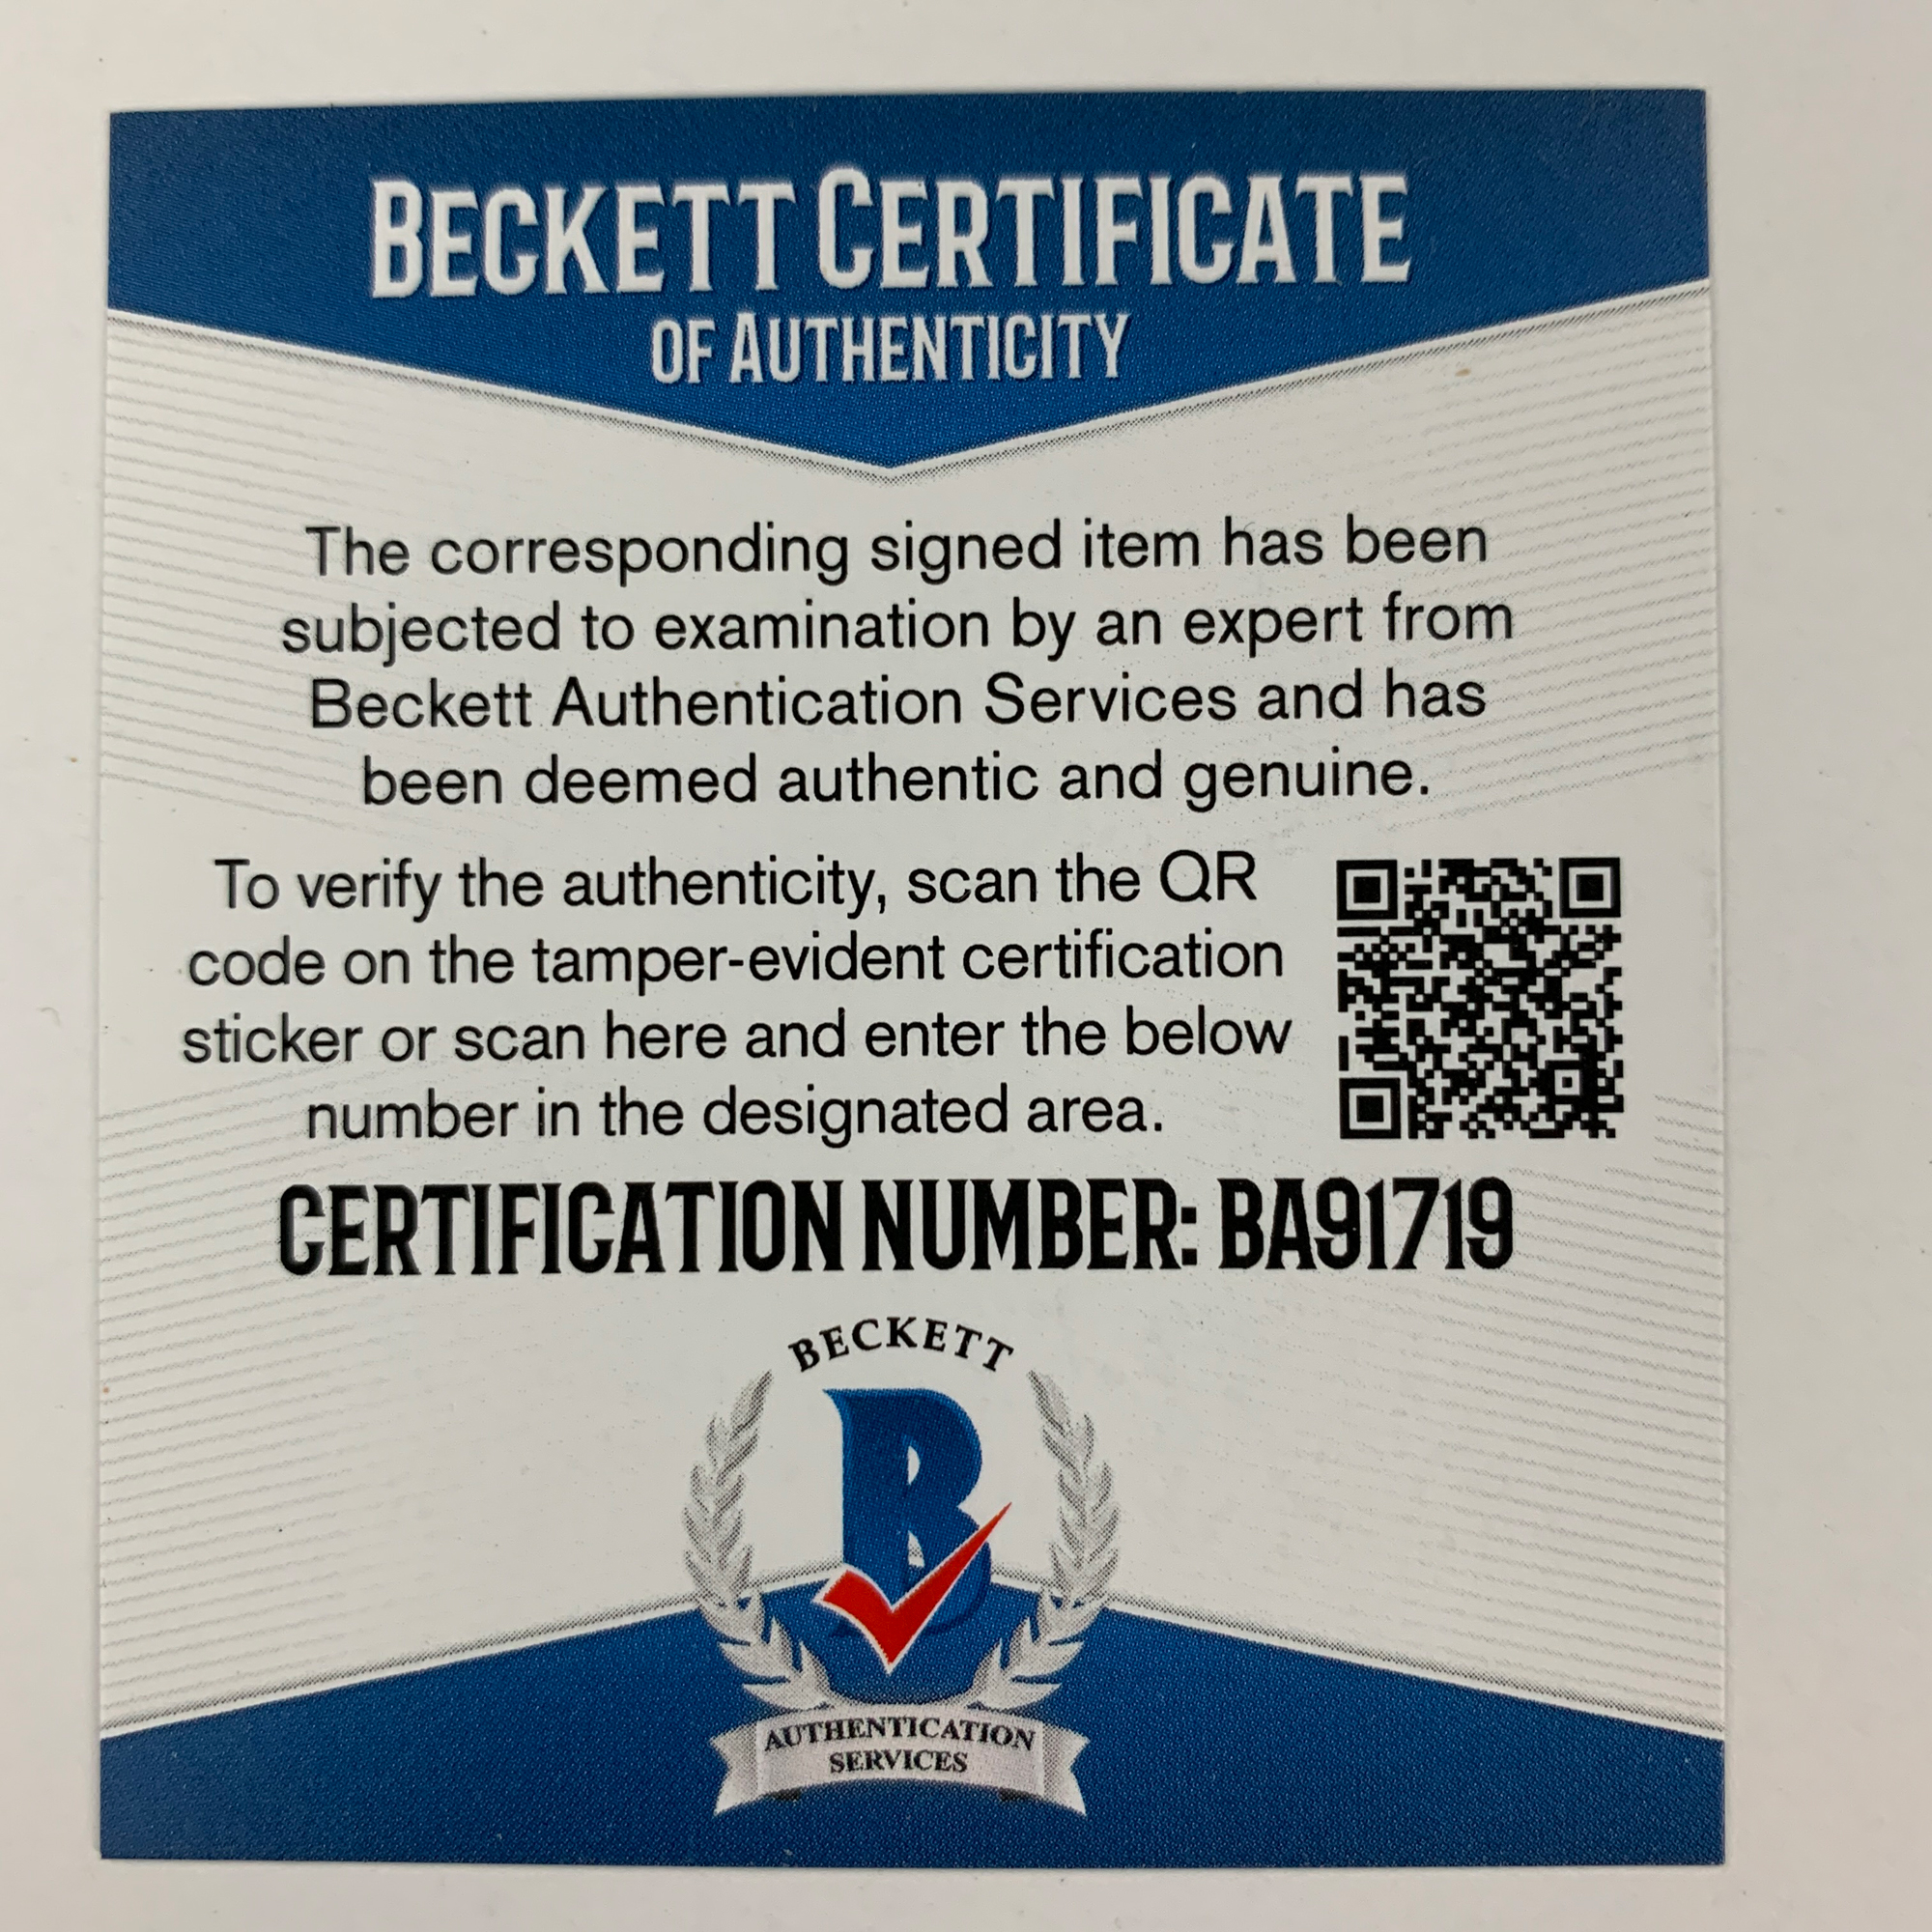 BECKETT CERTIFICATE
OF AUTHENTICITY
The corresponding signed item has been
subjected to examination by an expert from
Beckett Authentication Services and has
been deemed authentic and genuine.
To verify the authenticity, scan the QR
code on the tamper-evident certification
sticker or scan here and enter the below
number in the designated area.
CERTIFICATION NUMBER: BA91719
BECKETT
B
AUTHENTICATION
SERVICES